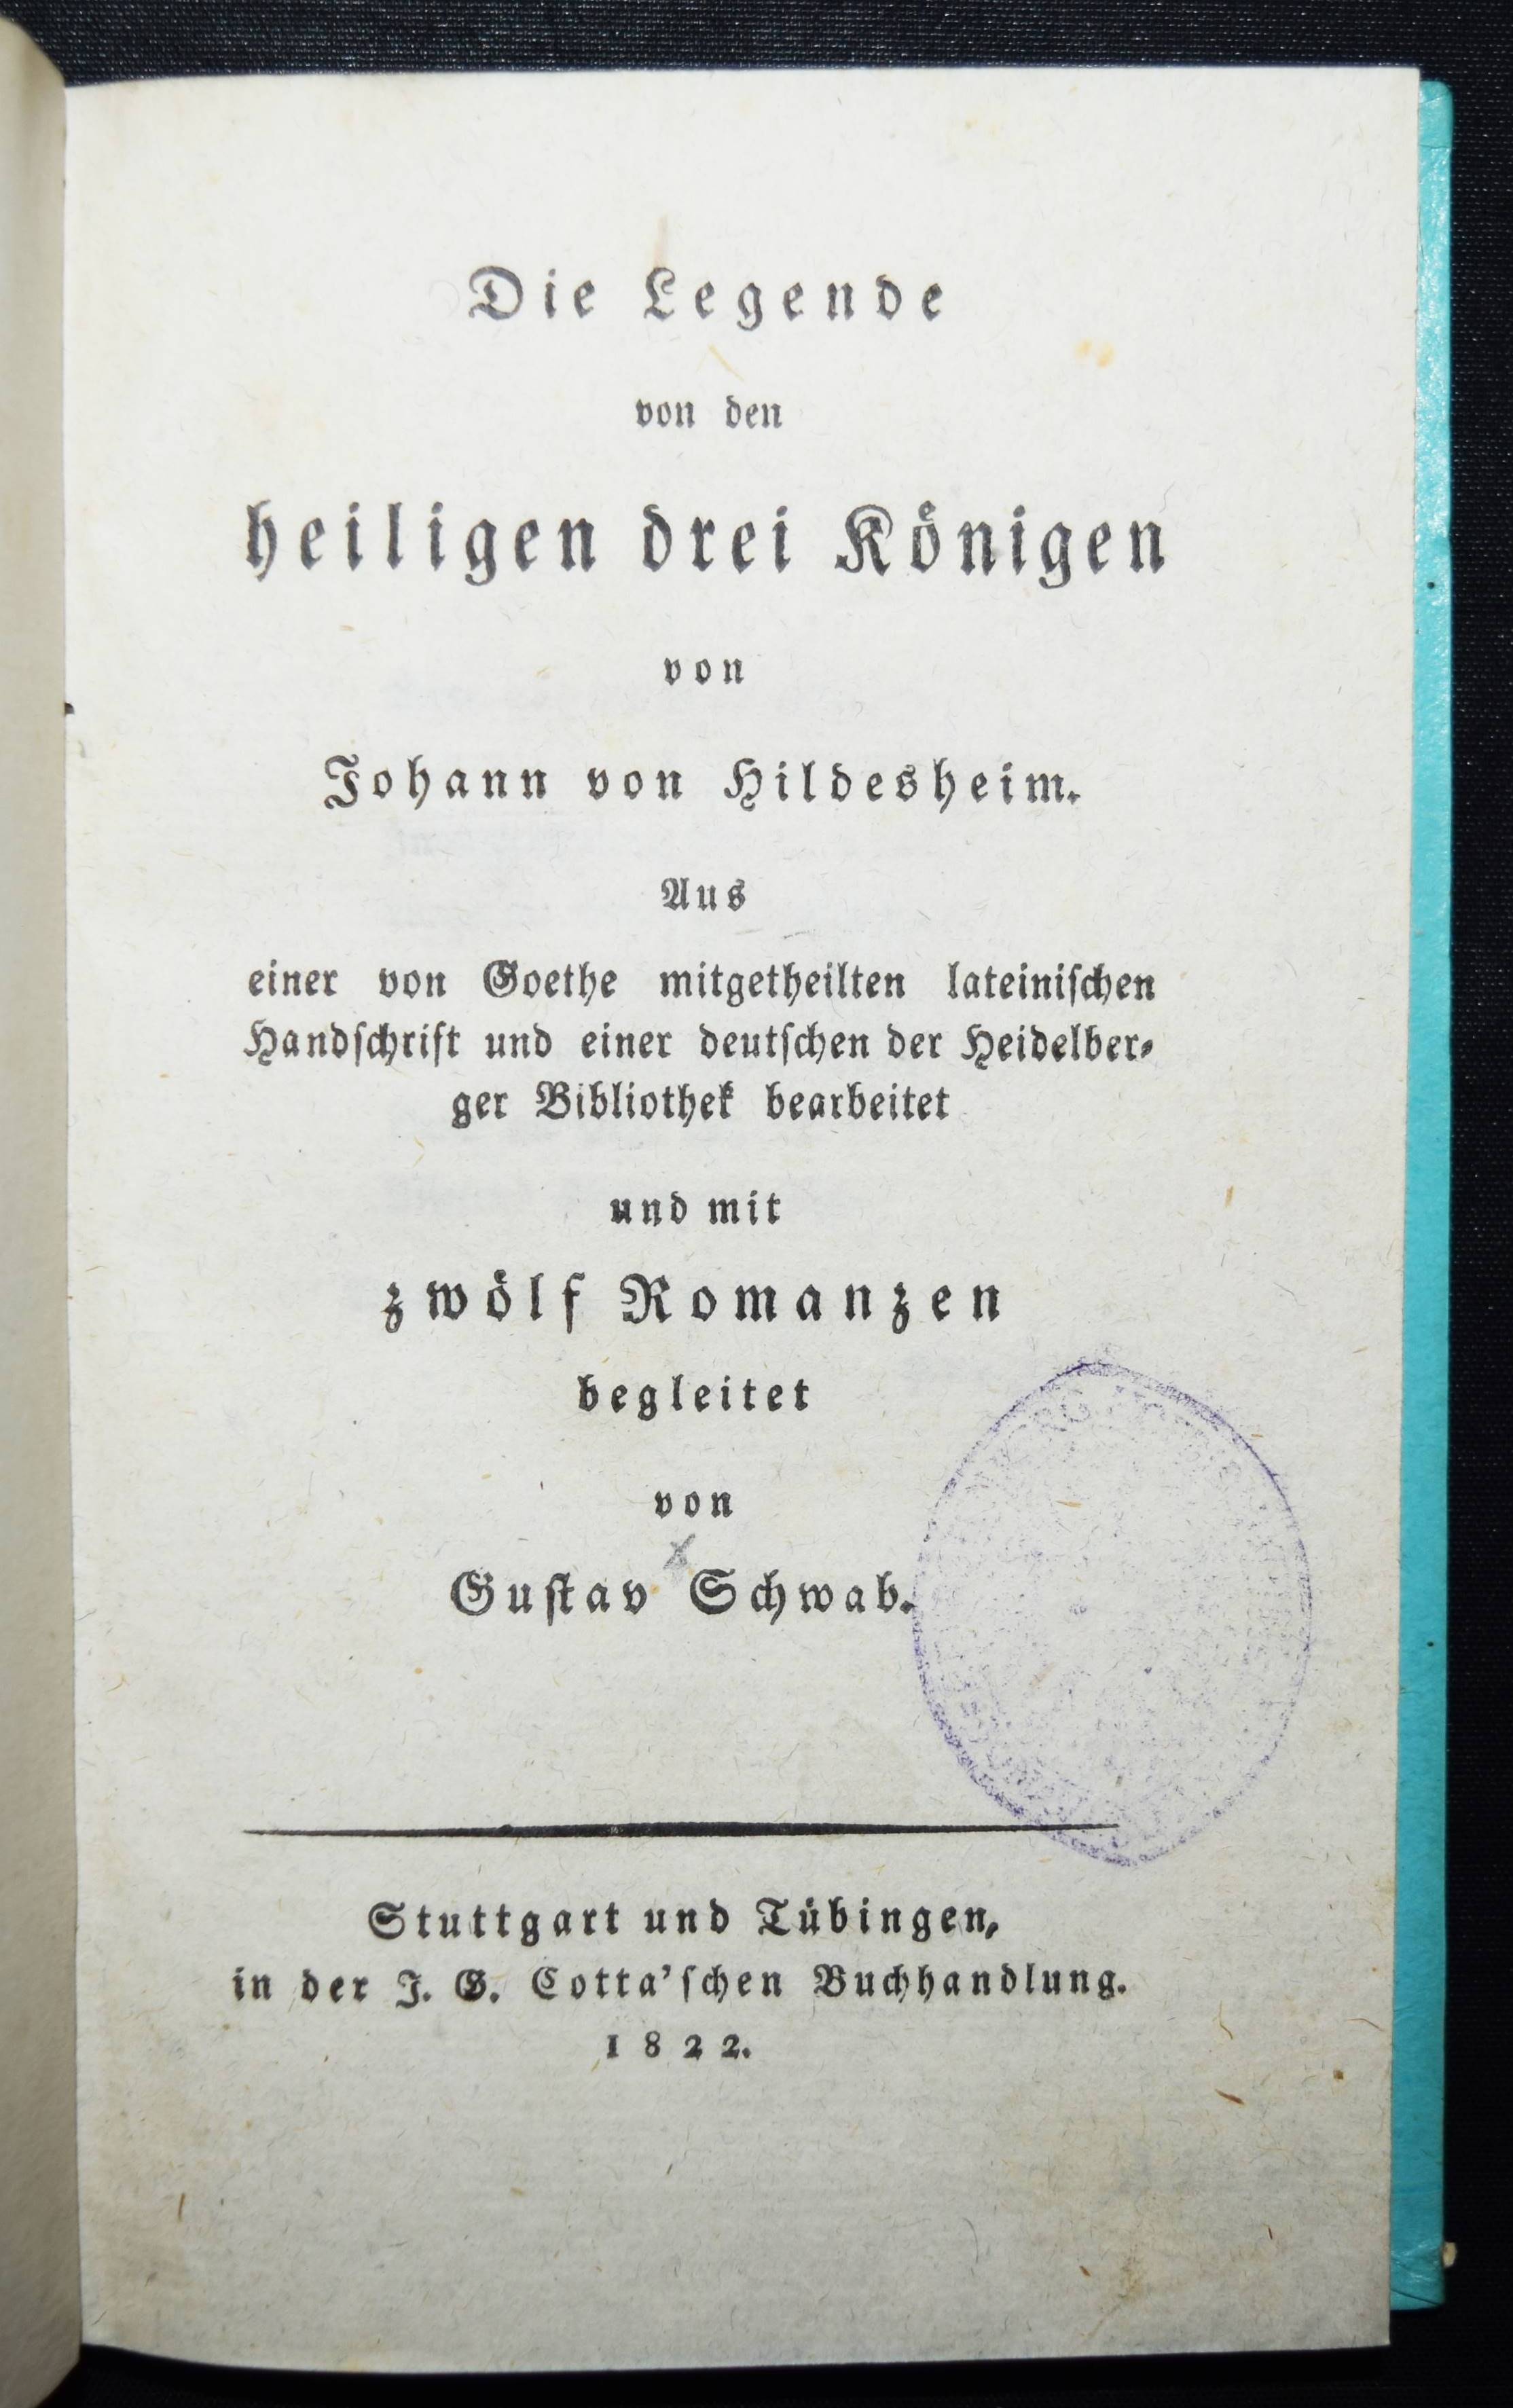 Die Legende
von den
heiligen drei Königen
von
Johann von Hildesheim.
Aus
einer von Goethe mitgetheilten lateiniſchen
Handſchrift und einer deutſchen der Heidelber⸗
ger Bibliothek bearbeitet
und mit
zwölf Romanzen
begleitet
von
Guſtav Schwab.
Stuttgart und Tübingen,
in der J. G. Cotta’ſchen Buchhandlung.
1822.